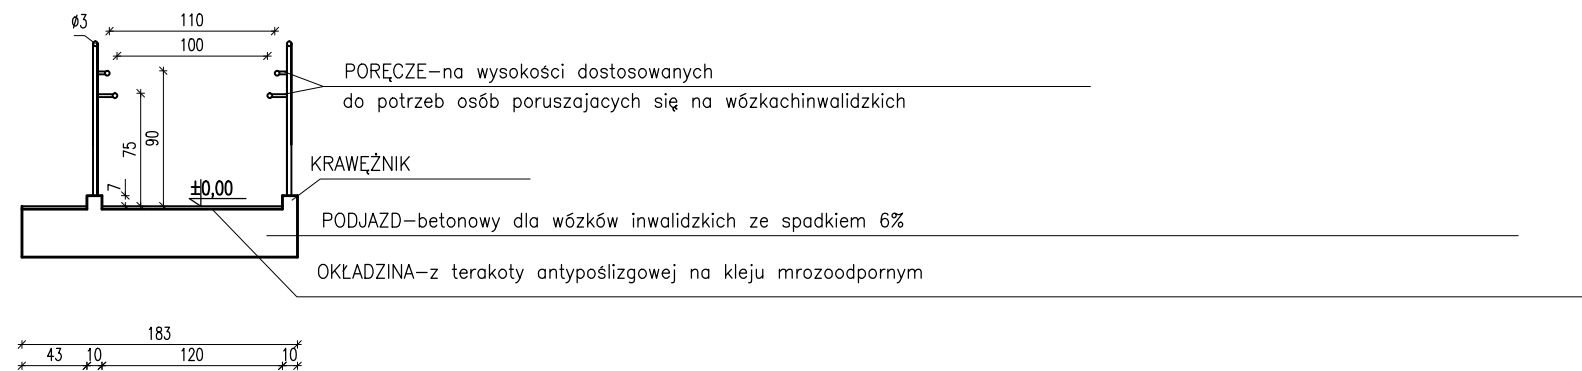 ø3
110
100
PORĘCZE-na wysokości dostosowanych
do potrzeb osób poruszajacych się na wózkachinwalidzkich
90
75
7
±0,00
KRAWĘŻNIK
PODJAZD-betonowy dla wózków inwalidzkich ze spadkiem 6%
OKŁADZINA-z terakoty antypoślizgowej na kleju mrozoodpornym
183
43 10 120 10